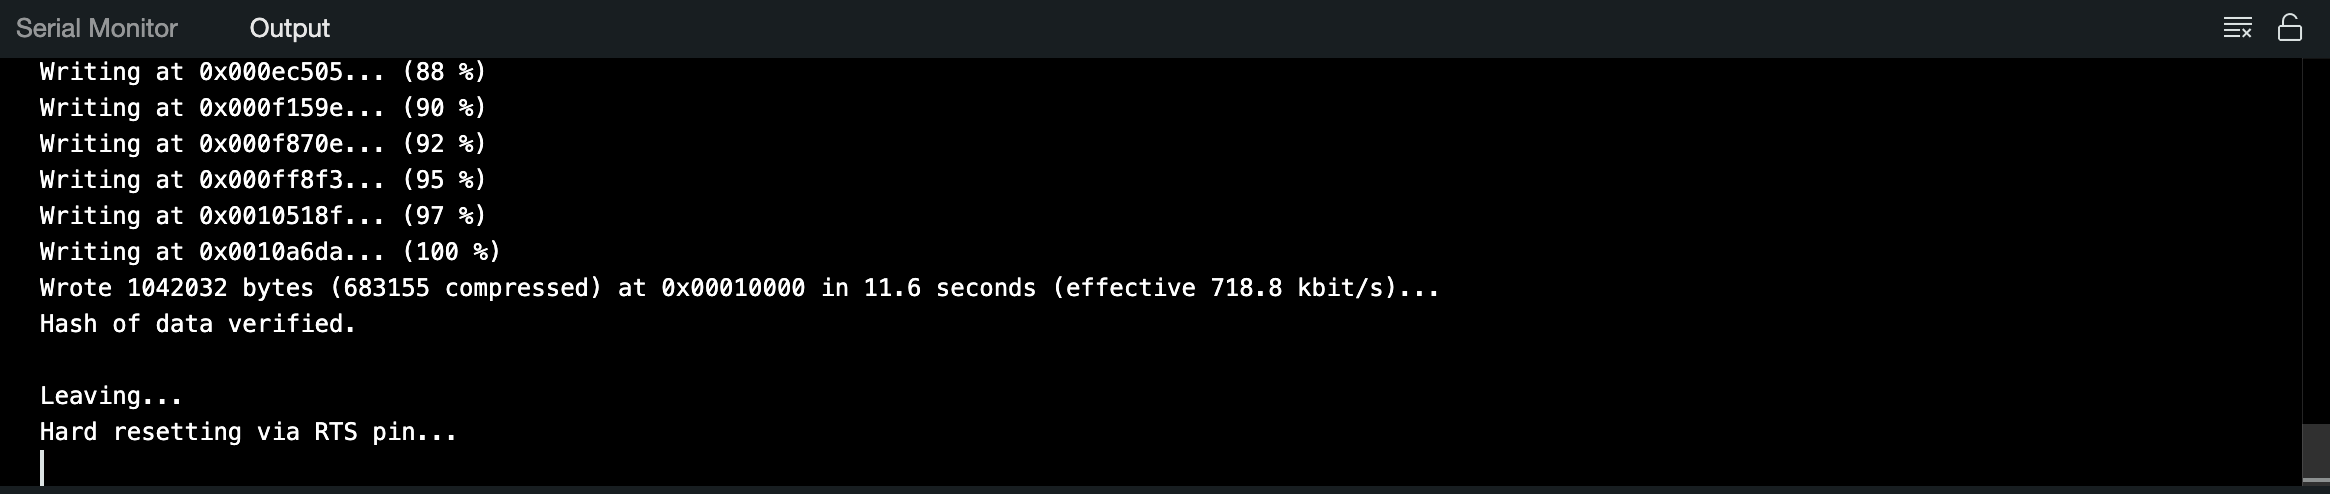 Serial Monitor Output
Writing at 0x000ec505... (88 %)
Writing at 0x000f159e... (90 %)
Writing at 0x000f870e... (92 %)
Writing at 0x000ff8f3... (95 %)
Writing at 0x0010518f... (97 %)
Writing at 0x0010a6da... (100 %)
Wrote 1042032 bytes (683155 compressed) at 0x00010000 in 11.6 seconds (effective 718.8 kbit/s)...
Hash of data verified.
Leaving...
Hard resetting via RTS pin...